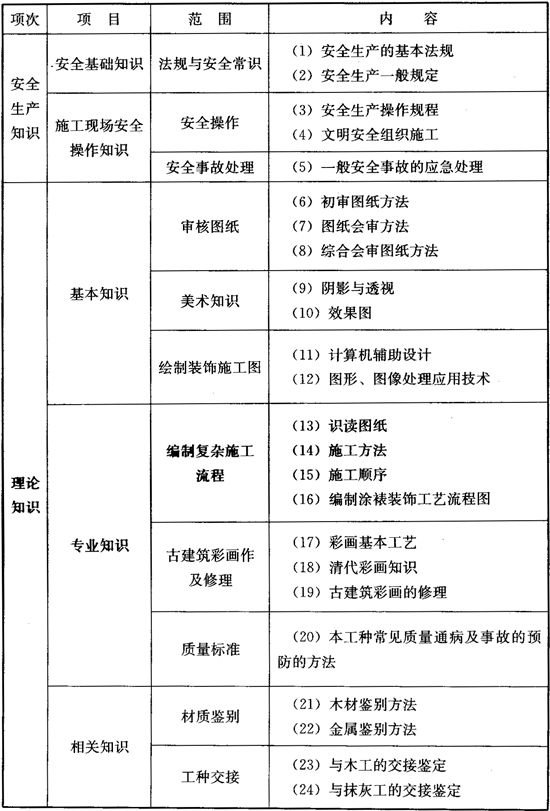 项次 项 目 范 围 内 容
安全
生产
知识
安全基础知识
法规与安全常识
（1）安全生产的基本法规
（2）安全生产一般规定
施工现场安全
操作知识
安全操作
（3）安全生产操作规程
（4）文明安全组织施工
安全事故处理
（5）一般安全事故的应急处理
理论
知识
基本知识
审核图纸
（6）初审图纸方法
（7）图纸会审方法
（8）综合会审图纸方法
美术知识
（9）阴影与透视
（10）效果图
绘制装饰施工图
（11）计算机辅助设计
（12）图形、图像处理应用技术
专业知识
编制复杂施工
流程
（13）识读图纸
（14）施工方法
（15）施工顺序
（16）编制涂裱装饰工艺流程图
古建筑彩画作
及修理
（17）彩画基本工艺
（18）清代彩画知识
（19）古建筑彩画的修理
质量标准
（20）本工种常见质量通病及事故的预
防的方法
相关知识
材质鉴别
（21）木材鉴别方法
（22）金属鉴别方法
工种交接
（23）与木工的交接鉴定
（24）与抹灰工的交接鉴定